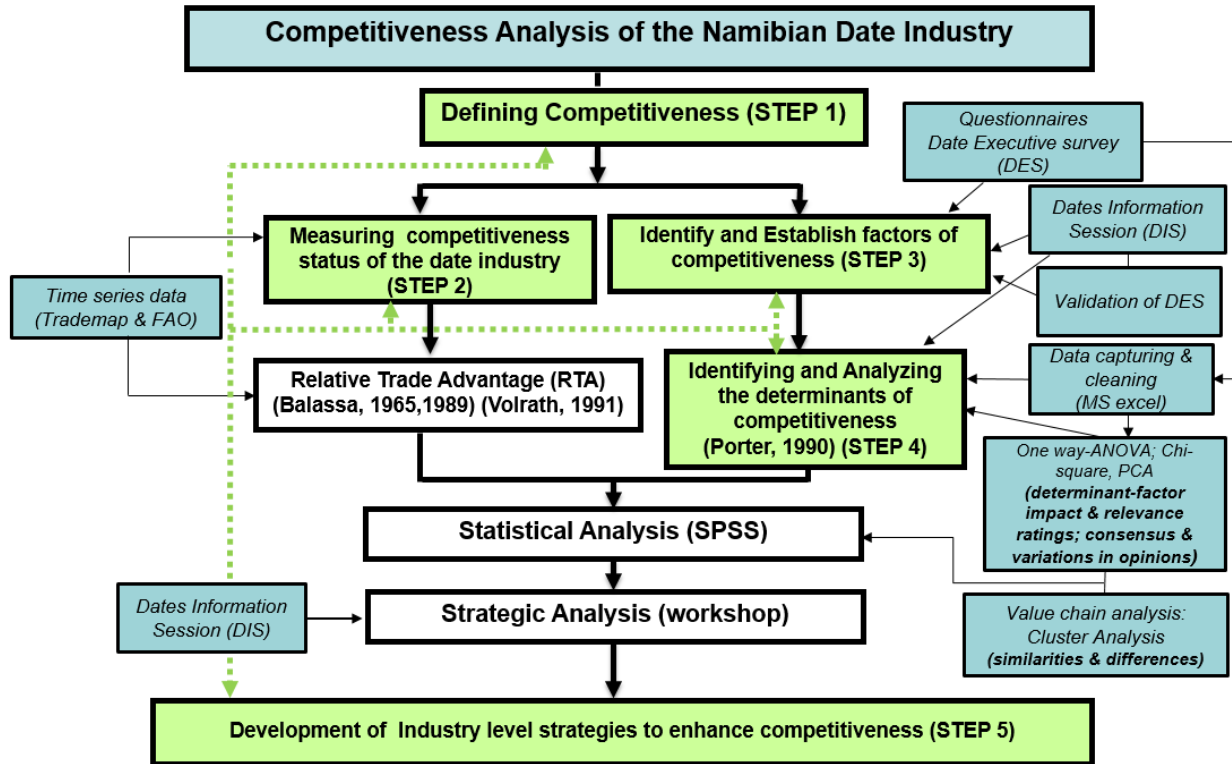 Competitiveness Analysis of the Namibian Date Industry
Defining Competitiveness (STEP 1)
Questionnaires
Date Executive survey
(DES)
Measuring competitiveness
status of the date industry
(STEP 2)
Identify and Establish factors of
competitiveness (STEP 3)
Dates Information
Session (DIS)
Time series data
(Trademap & FAO)
Validation of DES
Relative Trade Advantage (RTA)
(Balassa, 1965,1989) (Volrath, 1991)
Identifying and Analyzing
the determinants of
competitiveness
(Porter, 1990) (STEP 4)
Data capturing &
cleaning
(MS excel)
One way-ANOVA; Chi-
square, PCA
(determinant-factor
impact & relevance
ratings; consensus &
variations in opinions)
Statistical Analysis (SPSS)
Dates Information
Session (DIS)
Strategic Analysis (workshop)
Value chain analysis:
Cluster Analysis
(similarities & differences)
Development of Industry level strategies to enhance competitiveness (STEP 5)